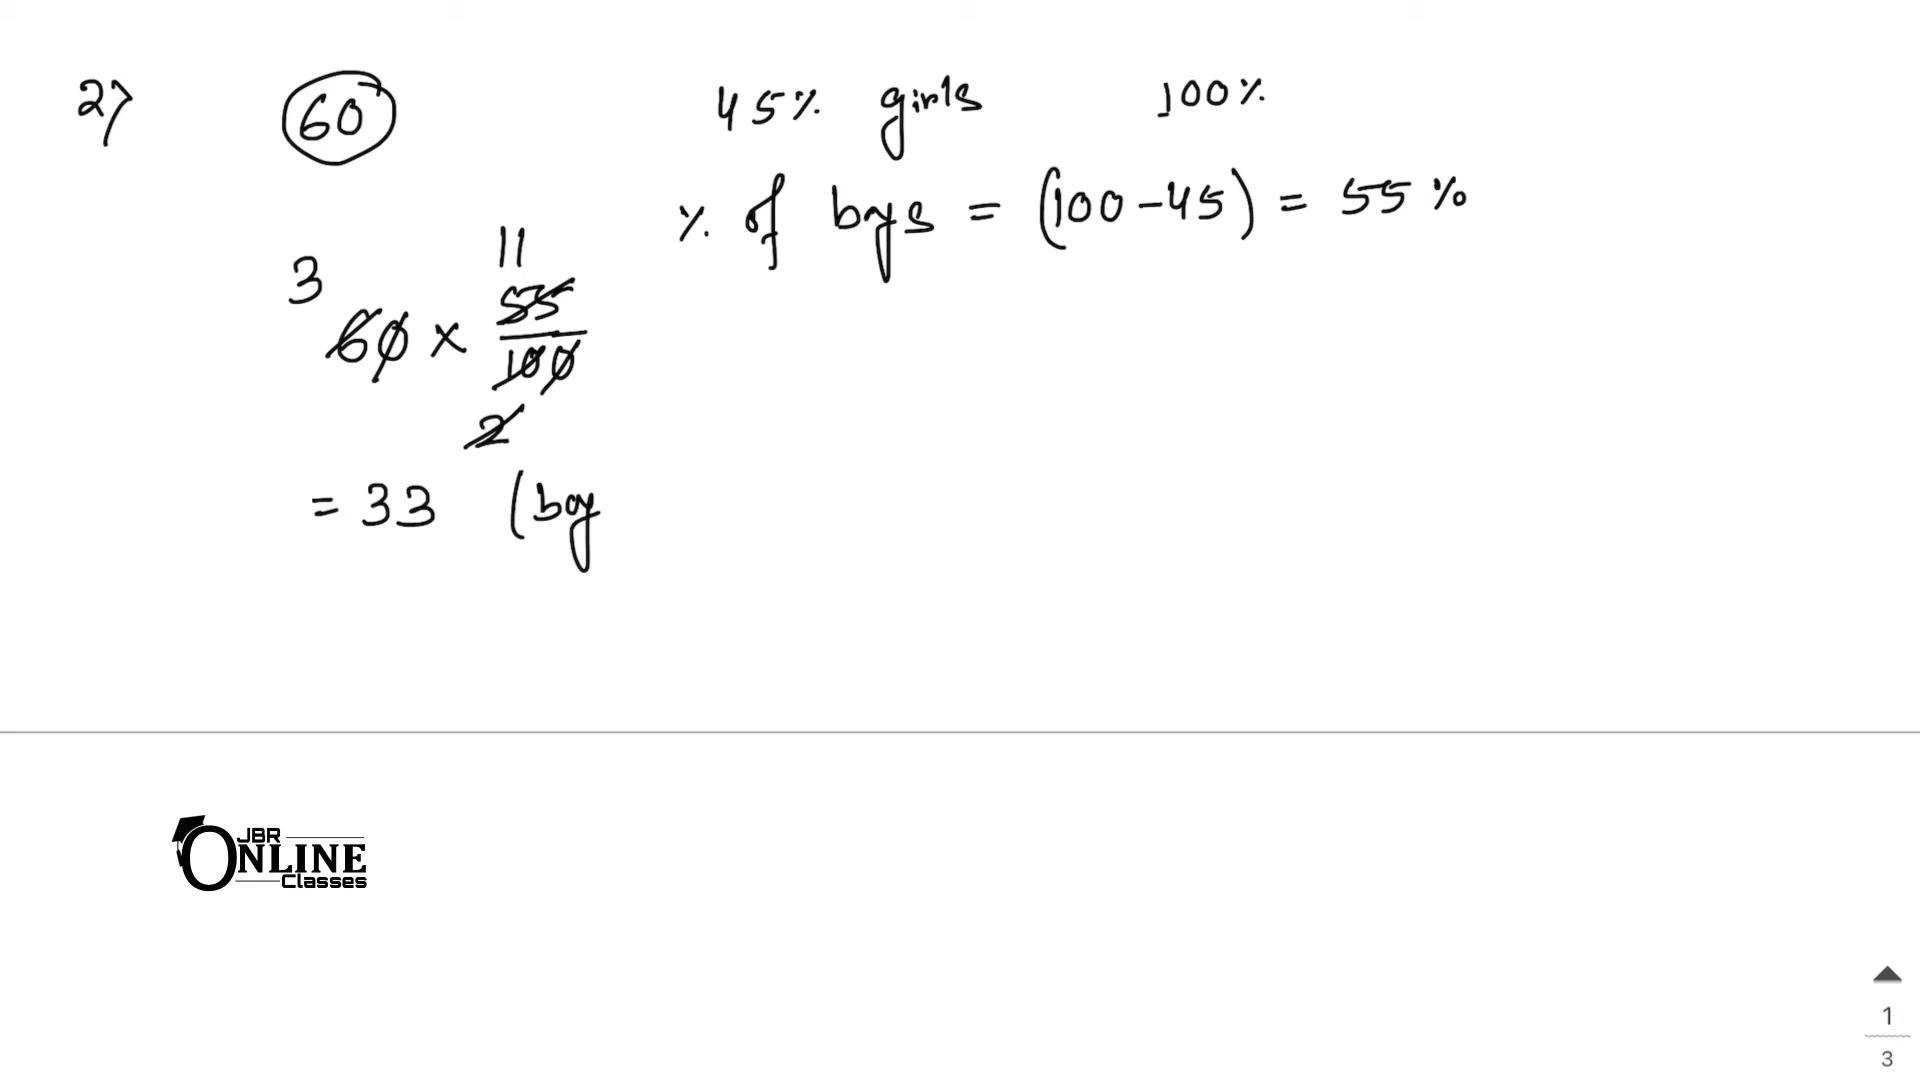 2) 60 45% girls 100%
% of boys = (100-45) = 55 %
3 11
60 x 55/100
2
= 33 (boy
JBR
ONLINE
Classes
1
3